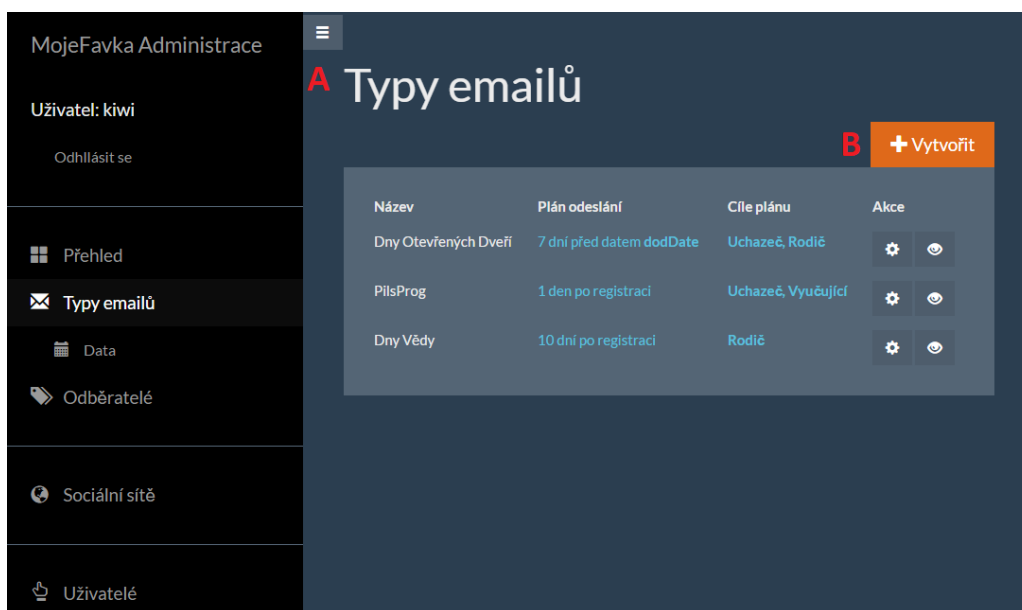 MojeFavka Administrace
Uživatel: kiwi
Odhllásit se
Přehled
Typy emailů
Data
Odběratelé
Sociální sítě
Uživatelé
A Typy emailů
B Vytvořit
Název Plán odeslání Cíle plánu Akce
Dny Otevřených Dveří 7 dní před datem dodDate Uchazeč, Rodič
PilsProg 1 den po registraci Uchazeč, Vyučující
Dny Vědy 10 dní po registraci Rodič